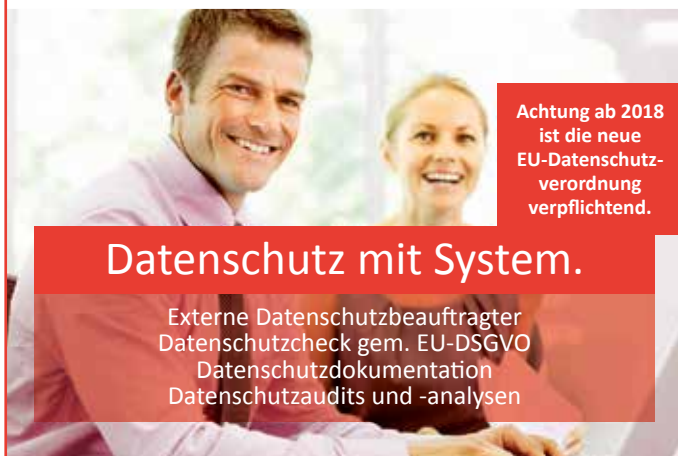 Achtung ab 2018
ist die neue
EU-Datenschutz-
verordnung
verpflichtend.
Datenschutz mit System.
Externe Datenschutzbeauftragter
Datenschutzcheck gem. EU-DSGVO
Datenschutzdokumentation
Datenschutzaudits und -analysen